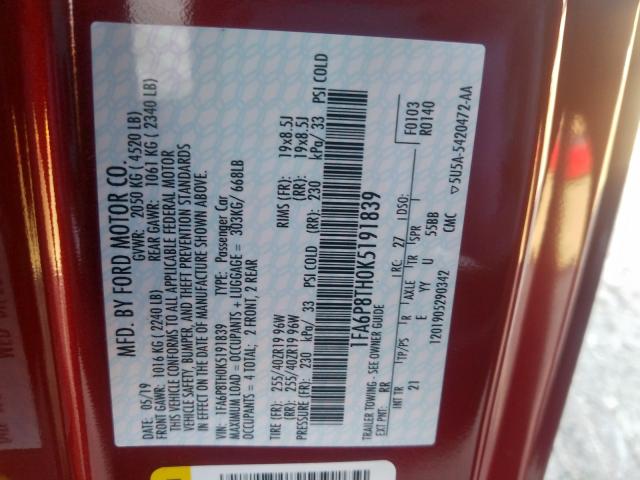 MFD. BY FORD MOTOR CO.
DATE: 05/19 GVWR: 2050 KG ( 4520 LB)
FRONT GAWR: 1016 KG (2240 LB) REAR GAWR: 1061 KG ( 2340 LB)
THIS VEHICLE CONFORMS TO ALL APPLICABLE FEDERAL MOTOR
VEHICLE SAFETY, BUMPER, AND THEFT PREVENTION STANDARDS
IN EFFECT ON THE DATE OF MANUFACTURE SHOWN ABOVE.
VIN: 1FA6P8TH0K5191839 TYPE: Passenger Car
MAXIMUM LOAD = OCCUPANTS + LUGGAGE = 303KG/ 668LB
OCCUPANTS = 4 TOTAL; 2 FRONT, 2 REAR
TIRE (FR): 255/40ZR19 96W RIMS (FR): 19x8.5J
(RR): 255/40ZR19 96W (RR): 19x8.5J
PRESSURE (FR): 230 kPa/ 33 PSI COLD (RR): 230 kPa/ 33 PSI COLD
1FA6P8TH0K5191839
TRAILER TOWING - SEE OWNER GUIDE
EXT PNT: RR RC: 27 DSO: F0103
R0140
INT TR TP/PS R AXLE TR SPR
21 E YY U 55BB
1201905290342 GMC ▽5U5A-5420472-AA